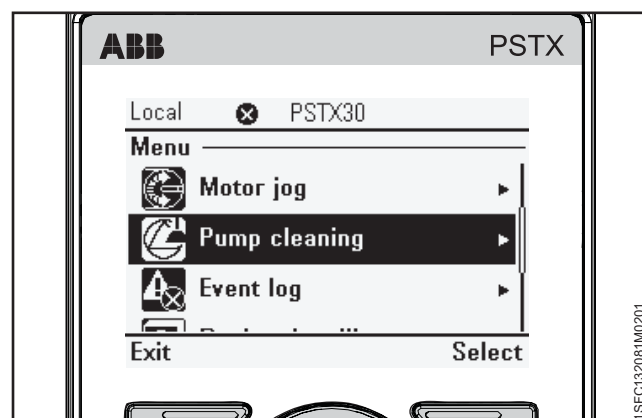 ABB PSTX
Local PSTX30
Menu
Motor jog
Pump cleaning
Event log
Exit Select
1SFC132081M0201